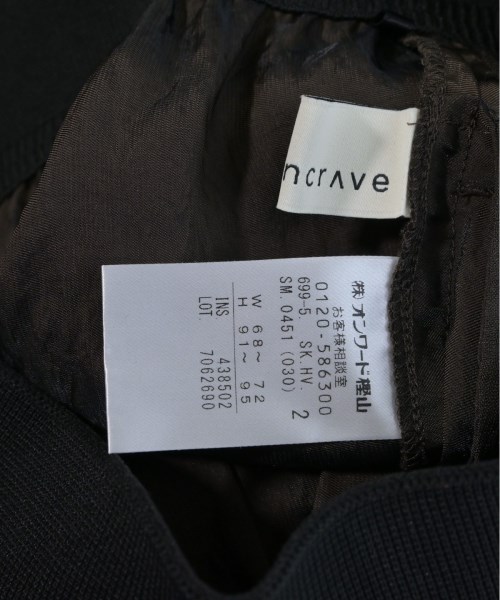 ncrʌve
㈱オンワード樫山
お客様相談室
0120-586300
699-5. SK.HV. 2
SM.0451 (030)
W 68~ 72
H 91~ 95
INS 438502
LOT. 7062690